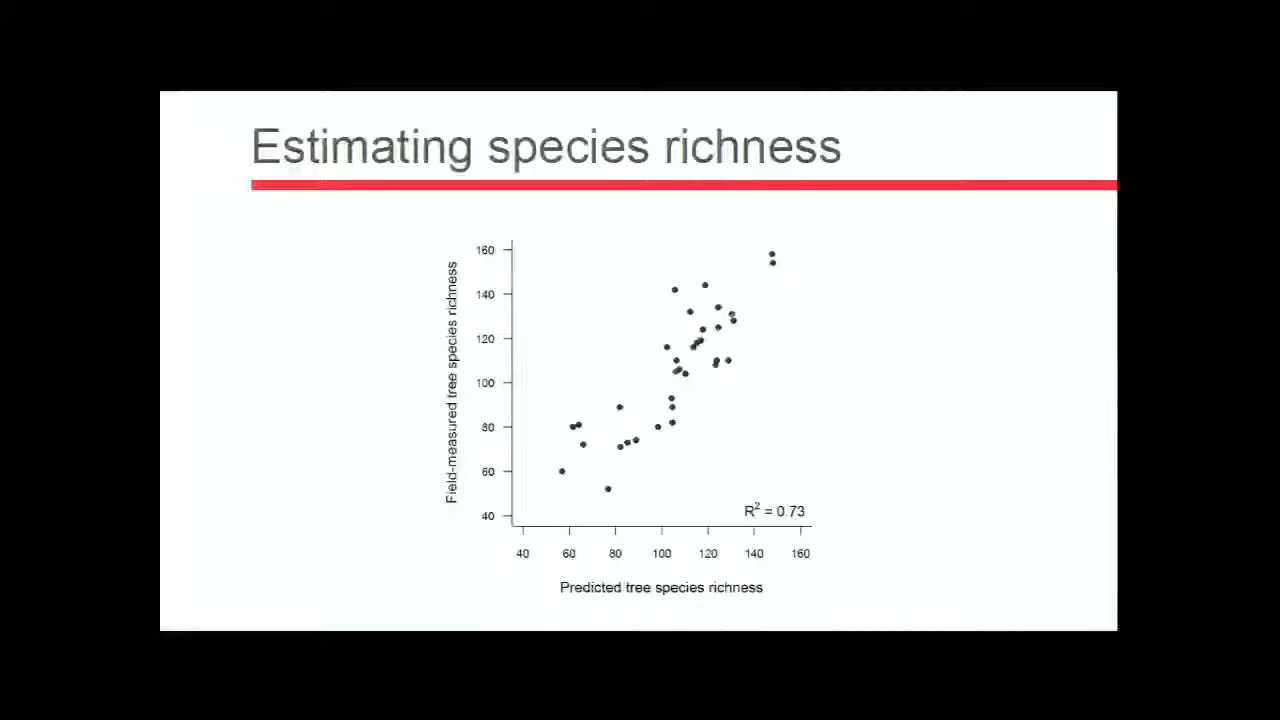 Estimating species richness
160
140
120
100
80
60
40
Field-measured tree species richness
R² = 0.73
40 60 80 100 120 140 160
Predicted tree species richness